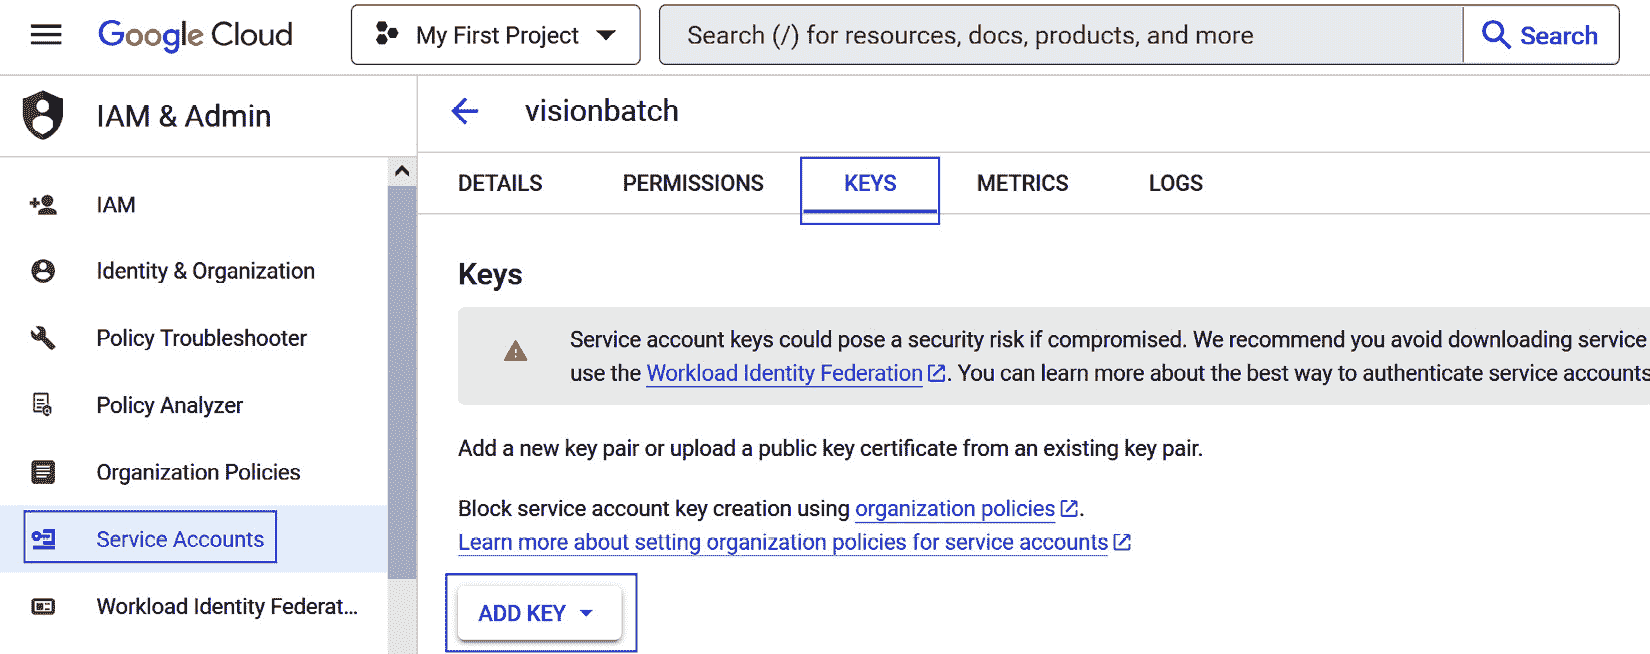 Google Cloud
My First Project
Search (/) for resources, docs, products, and more
Search
IAM & Admin
visionbatch
DETAILS
PERMISSIONS
KEYS
METRICS
LOGS
IAM
Identity & Organization
Policy Troubleshooter
Policy Analyzer
Organization Policies
Service Accounts
Workload Identity Federat...
Keys
Service account keys could pose a security risk if compromised. We recommend you avoid downloading service
use the Workload Identity Federation. You can learn more about the best way to authenticate service accounts
Add a new key pair or upload a public key certificate from an existing key pair.
Block service account key creation using organization policies.
Learn more about setting organization policies for service accounts
ADD KEY